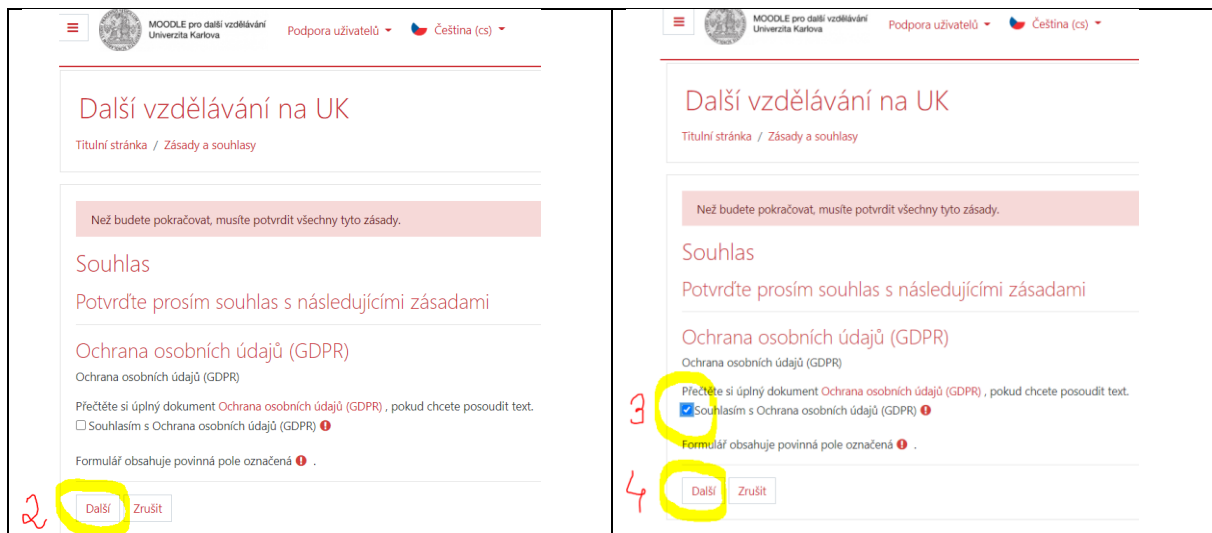 MOODLE pro další vzdělávání
Univerzita Karlova
Podpora uživatelů
Čeština (cs)
Další vzdělávání na UK
Titulní stránka / Zásady a souhlasy
Než budete pokračovat, musíte potvrdit všechny tyto zásady.
Souhlas
Potvrďte prosím souhlas s následujícími zásadami
Ochrana osobních údajů (GDPR)
Ochrana osobních údajů (GDPR)
Přečtěte si úplný dokument Ochrana osobních údajů (GDPR) , pokud chcete posoudit text.
Souhlasím s Ochrana osobních údajů (GDPR)
Formulář obsahuje povinná pole označená .
2 Další Zrušit
MOODLE pro další vzdělávání
Univerzita Karlova
Podpora uživatelů
Čeština (cs)
Další vzdělávání na UK
Titulní stránka / Zásady a souhlasy
Než budete pokračovat, musíte potvrdit všechny tyto zásady.
Souhlas
Potvrďte prosím souhlas s následujícími zásadami
Ochrana osobních údajů (GDPR)
Ochrana osobních údajů (GDPR)
Přečtěte si úplný dokument Ochrana osobních údajů (GDPR) , pokud chcete posoudit text.
3 Souhlasím s Ochrana osobních údajů (GDPR)
Formulář obsahuje povinná pole označená .
4 Další Zrušit